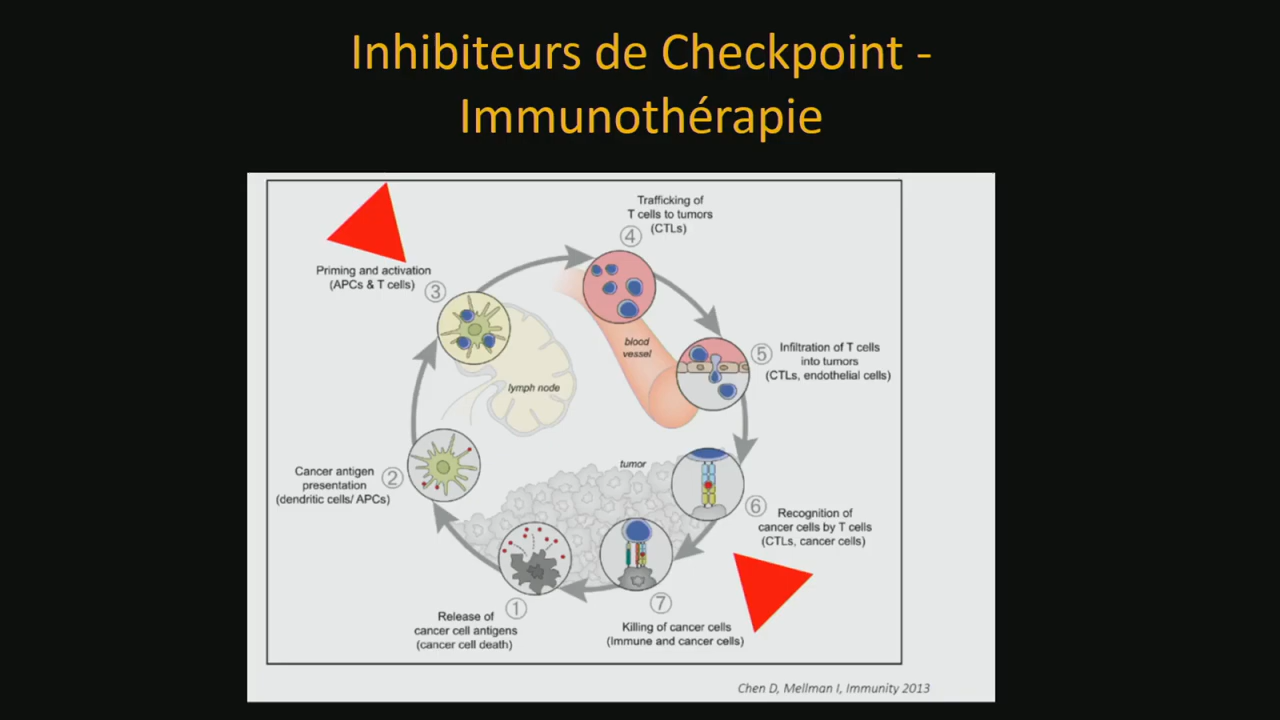 Inhibiteurs de Checkpoint -
Immunothérapie
Trafficking of
T cells to tumors
(CTLs)
4
Priming and activation
(APCs & T cells)
3
blood
vessel
5
Infiltration of T cells
into tumors
(CTLs, endothelial cells)
lymph node
Cancer antigen
presentation
(dendritic cells/ APCs)
2
tumor
6
Recognition of
cancer cells by T cells
(CTLs, cancer cells)
1
Release of
cancer cell antigens
(cancer cell death)
7
Killing of cancer cells
(Immune and cancer cells)
Chen D, Mellman I, Immunity 2013